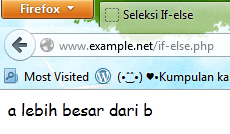 Firefox
Seleksi If-else
www.example.net/if-else.php
Most Visited (•̃͡-̮•̃͡) ♥•Kumpulan ka
a lebih besar dari b